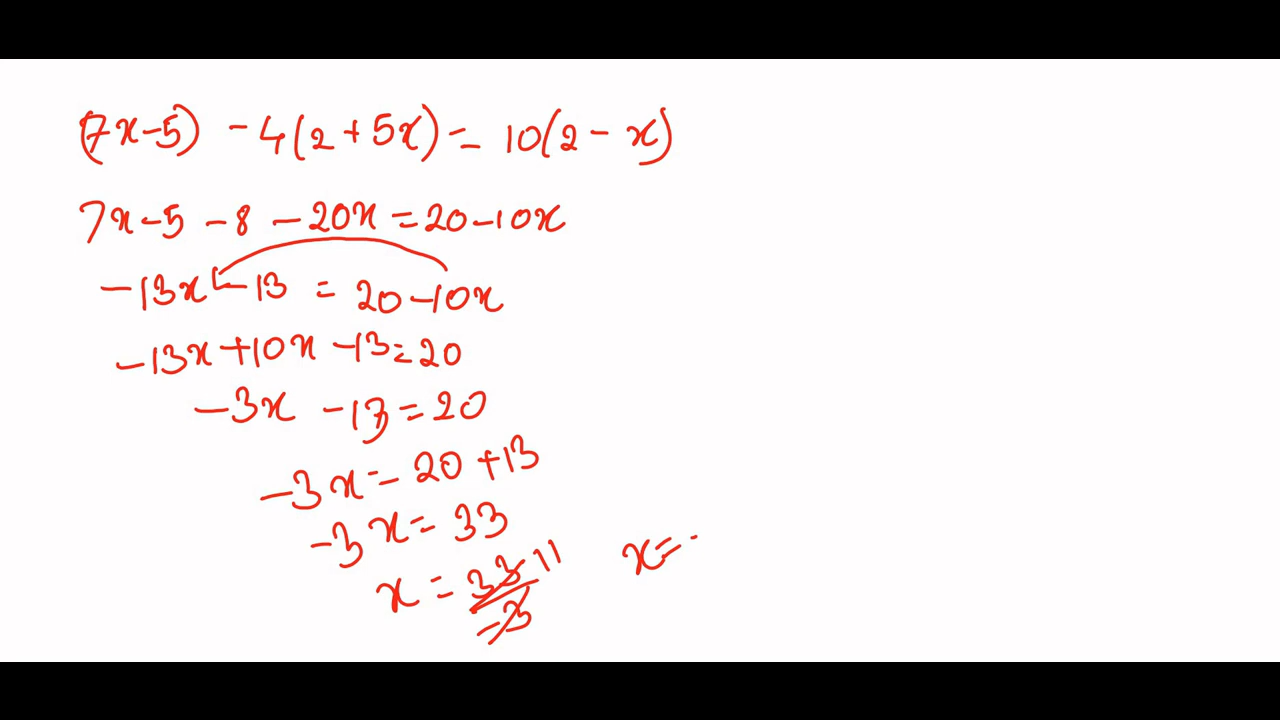 (7x-5) -4(2+5x) = 10(2-x)
7x-5 -8 -20x = 20-10x
-13x -13 = 20-10x
-13x+10x -13 = 20
-3x -13 = 20
-3x = 20+13
-3x = 33
x = 33/-3 11 x =